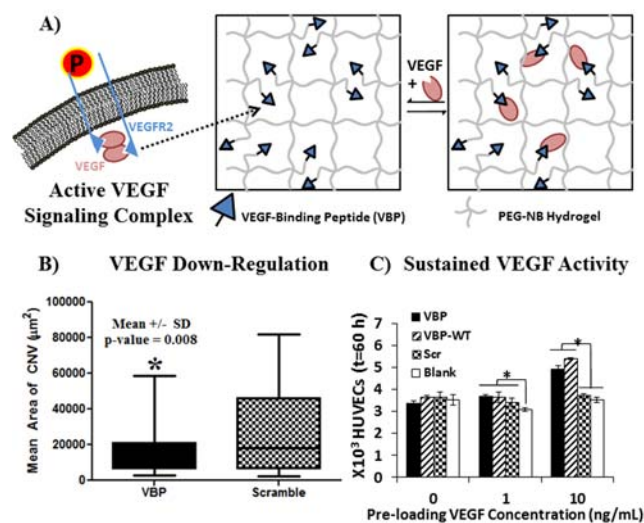 A)
P
VEGFR2
VEGF
Active VEGF
Signaling Complex
VEGF
+
VEGF-Binding Peptide (VBP)
PEG-NB Hydrogel
B) VEGF Down-Regulation
Mean Area of CNV (μm²)
100000
80000
60000
40000
20000
0
Mean +/- SD
p-value = 0.008
*
VBP
Scramble
C) Sustained VEGF Activity
X10³ HUVECs (t=60 h)
7
6
5
4
3
2
1
0
VBP
VBP-WT
Scr
Blank
*
*
0
1
10
Pre-loading VEGF Concentration (ng/mL)